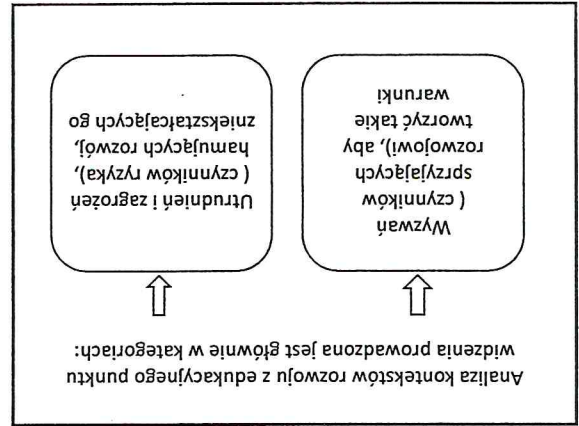 Analiza kontekstów rozwoju z edukacyjnego punktu
widzenia prowadzona jest głównie w kategoriach:
Wyzwań
( czynników
sprzyjających
rozwojowi), aby
tworzyć takie
warunki
Utrudnień i zagrożeń
( czynników ryzyka),
hamujących rozwój,
zniekształcających go